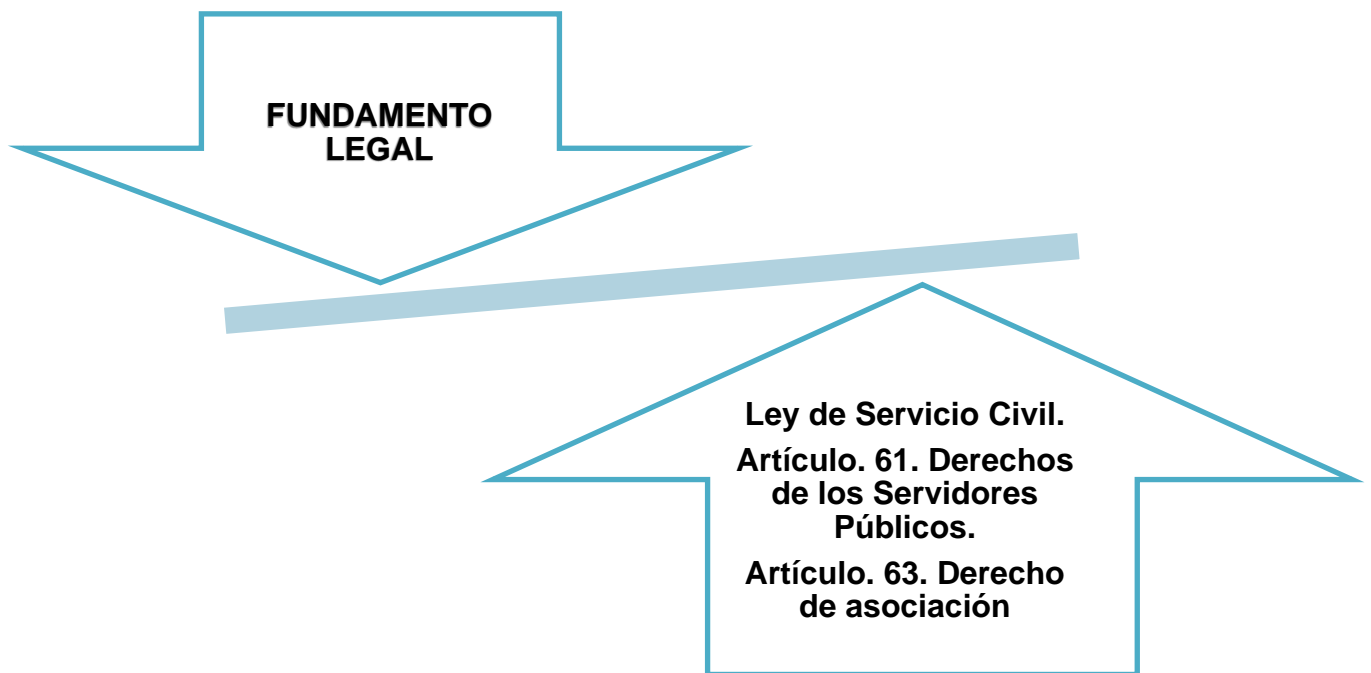 FUNDAMENTO
LEGAL
Ley de Servicio Civil.
Artículo. 61. Derechos
de los Servidores
Públicos.
Artículo. 63. Derecho
de asociación